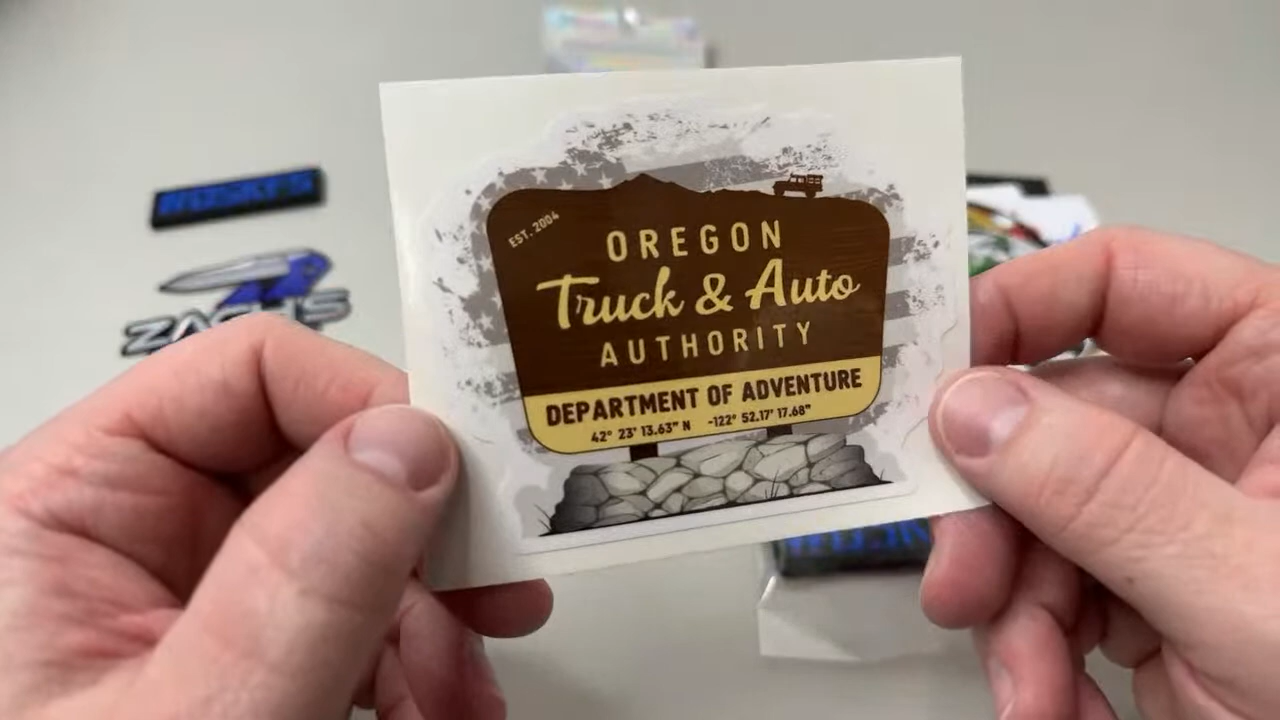 EST. 2004
OREGON
Truck & Auto
AUTHORITY
DEPARTMENT OF ADVENTURE
42° 23' 13.63" N -122° 52.17' 17.68"